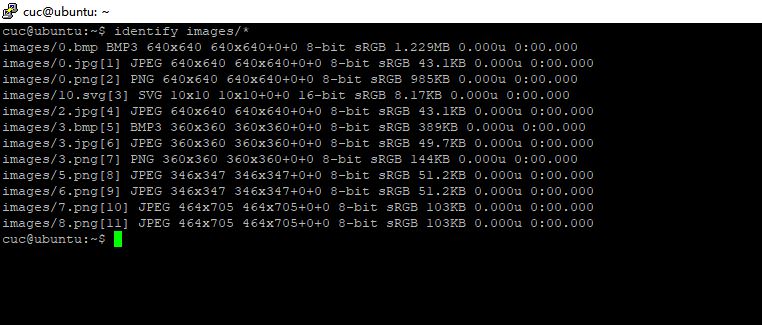 cuc@ubuntu: ~
cuc@ubuntu:~$ identify images/*
images/0.bmp BMP3 640x640 640x640+0+0 8-bit sRGB 1.229MB 0.000u 0:00.000
images/0.jpg[1] JPEG 640x640 640x640+0+0 8-bit sRGB 43.1KB 0.000u 0:00.000
images/0.png[2] PNG 640x640 640x640+0+0 8-bit sRGB 985KB 0.000u 0:00.000
images/10.svg[3] SVG 10x10 10x10+0+0 16-bit sRGB 8.17KB 0.000u 0:00.000
images/2.jpg[4] JPEG 640x640 640x640+0+0 8-bit sRGB 43.1KB 0.000u 0:00.000
images/3.bmp[5] BMP3 360x360 360x360+0+0 8-bit sRGB 389KB 0.000u 0:00.000
images/3.jpg[6] JPEG 360x360 360x360+0+0 8-bit sRGB 49.7KB 0.000u 0:00.000
images/3.png[7] PNG 360x360 360x360+0+0 8-bit sRGB 144KB 0.000u 0:00.000
images/5.png[8] JPEG 346x347 346x347+0+0 8-bit sRGB 51.2KB 0.000u 0:00.000
images/6.png[9] JPEG 346x347 346x347+0+0 8-bit sRGB 51.2KB 0.000u 0:00.000
images/7.png[10] JPEG 464x705 464x705+0+0 8-bit sRGB 103KB 0.000u 0:00.000
images/8.png[11] JPEG 464x705 464x705+0+0 8-bit sRGB 103KB 0.000u 0:00.000
cuc@ubuntu:~$